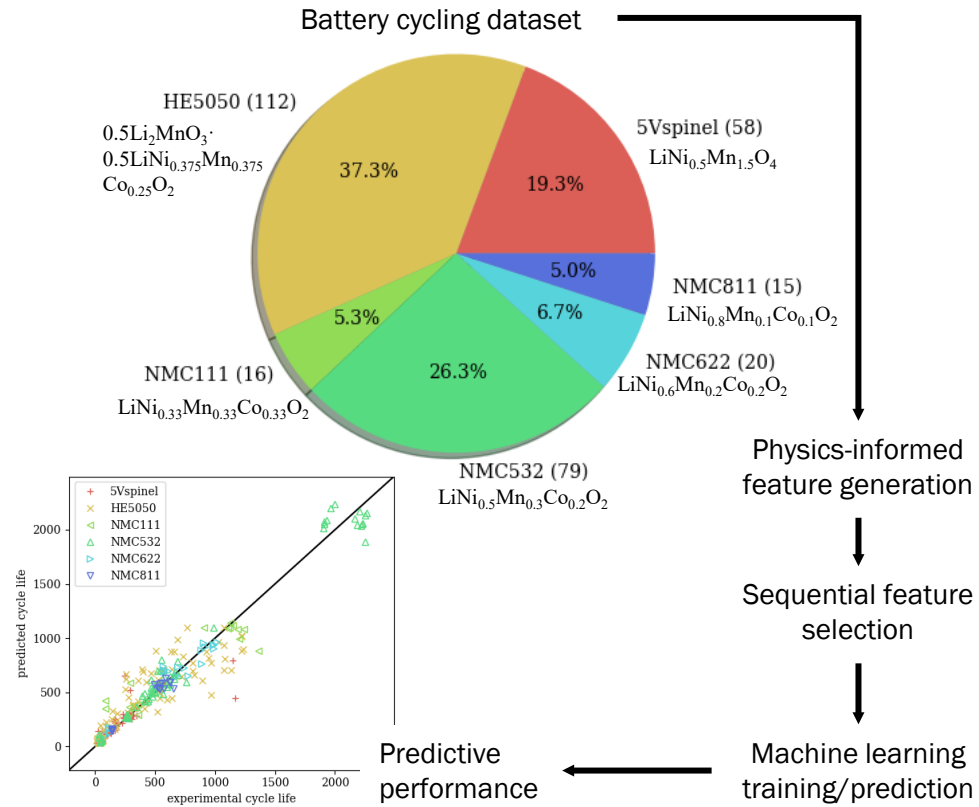 Battery cycling dataset
HE5050 (112)
0.5Li₂MnO₃·
0.5LiNi₀.₃₇₅Mn₀.₃₇₅
Co₀.₂₅O₂
37.3%
5Vspinel (58)
LiNi₀.₅Mn₁.₅O₄
19.3%
5.0%
NMC811 (15)
LiNi₀.₈Mn₀.₁Co₀.₁O₂
6.7%
NMC622 (20)
LiNi₀.₆Mn₀.₂Co₀.₂O₂
5.3%
NMC111 (16)
LiNi₀.₃₃Mn₀.₃₃Co₀.₃₃O₂
26.3%
NMC532 (79)
LiNi₀.₅Mn₀.₃Co₀.₂O₂
Physics-informed
feature generation
Sequential feature
selection
Machine learning
training/prediction
Predictive
performance
5Vspinel
HE5050
NMC111
NMC532
NMC622
NMC811
predicted cycle life
2000
1500
1000
500
0
0
500
1000
1500
2000
experimental cycle life